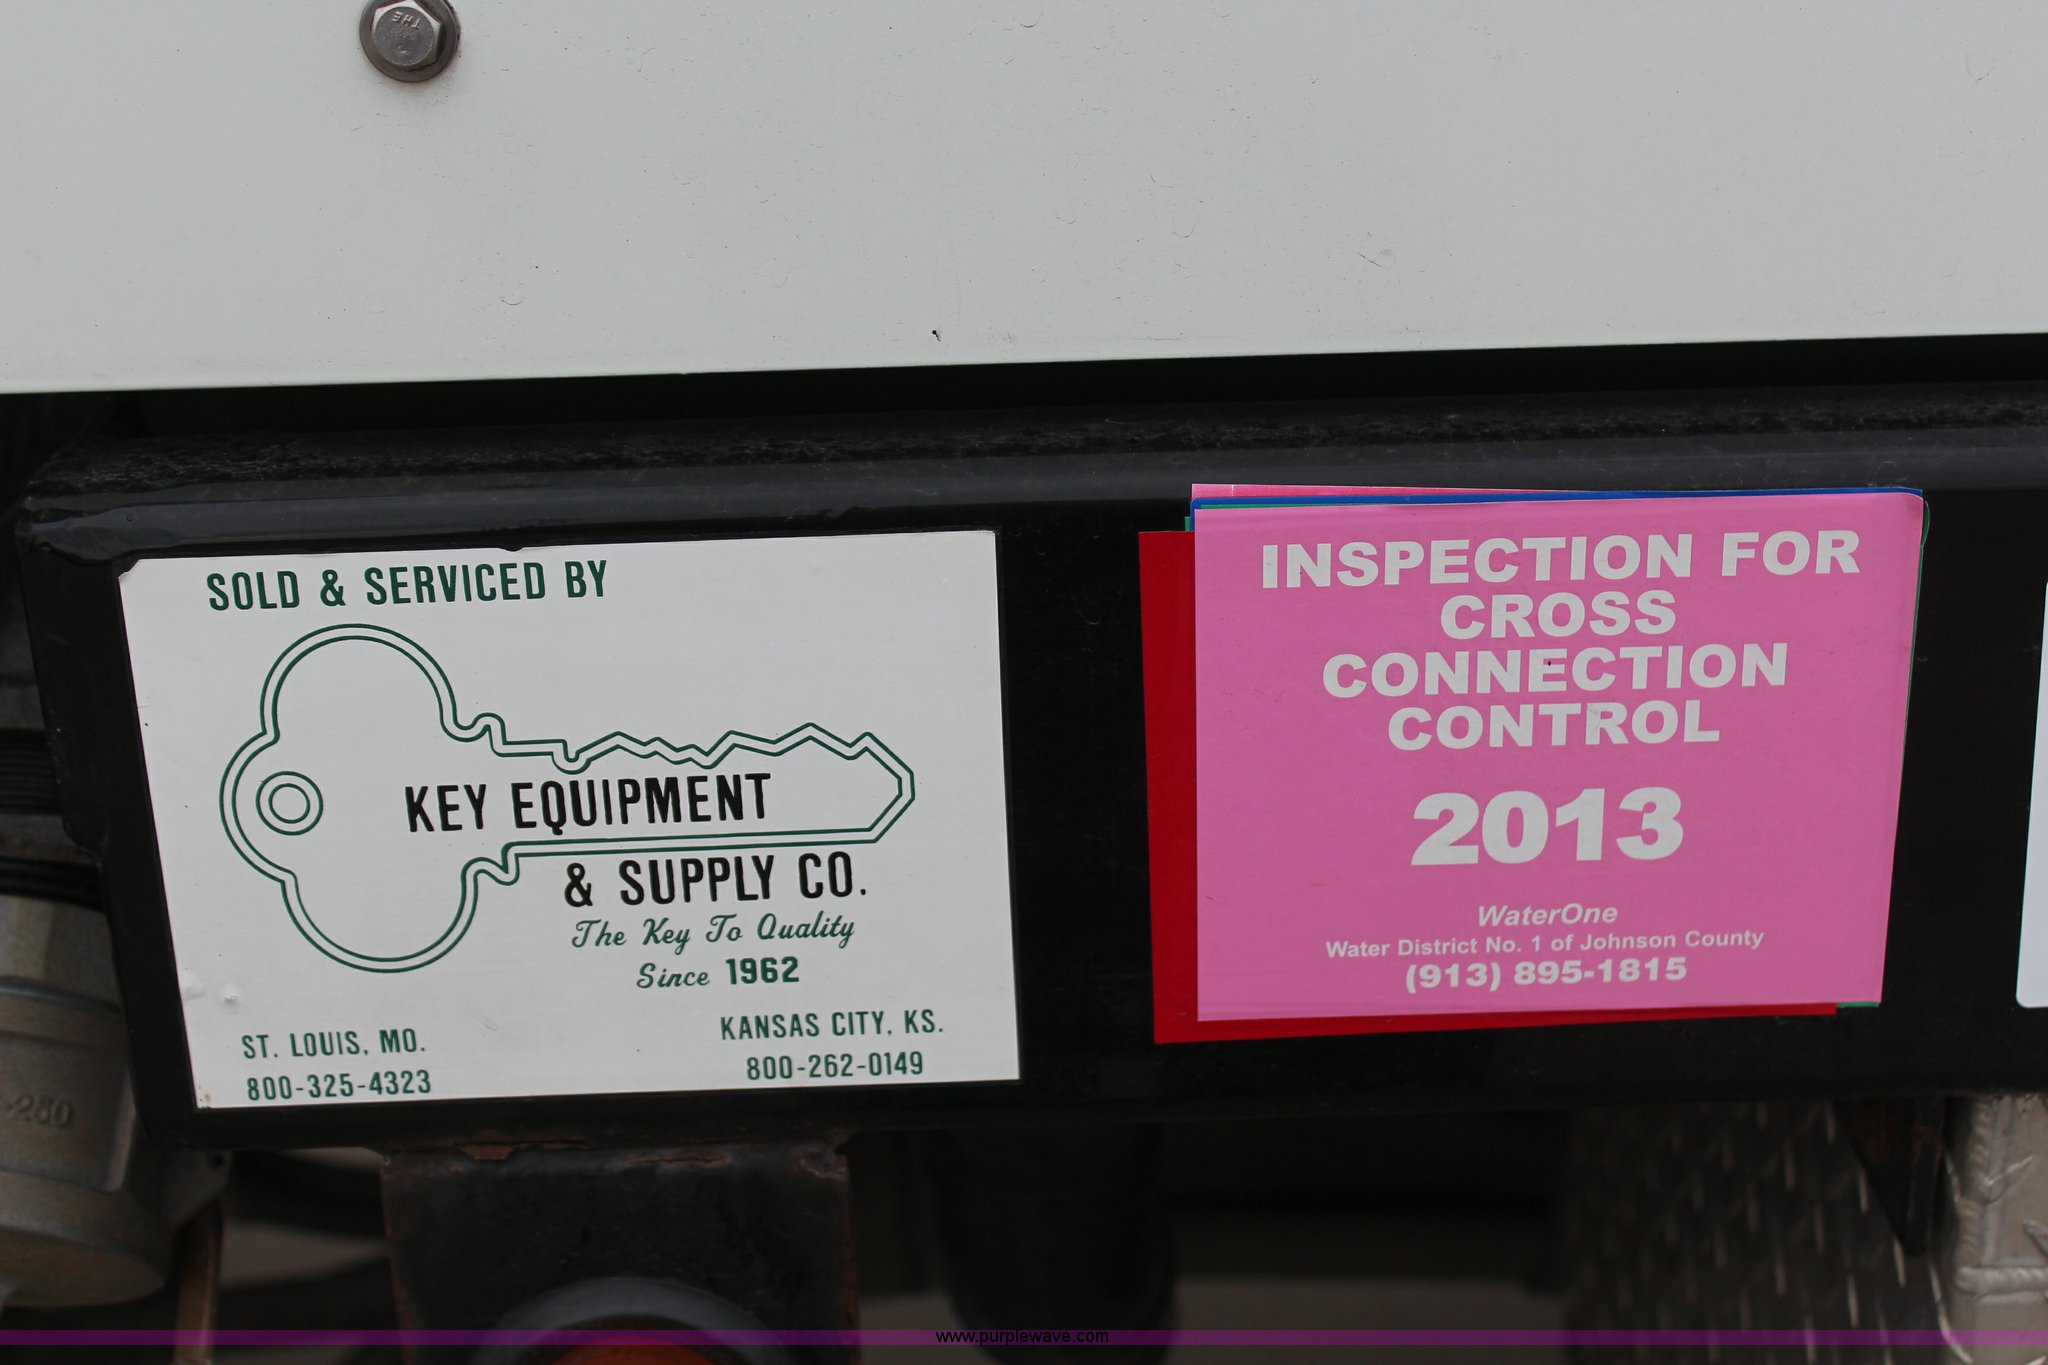 THE
SOLD & SERVICED BY
KEY EQUIPMENT
& SUPPLY CO.
The Key To Quality
Since 1962
ST. LOUIS, MO.
800-325-4323
KANSAS CITY, KS.
800-262-0149
INSPECTION FOR
CROSS
CONNECTION
CONTROL
2013
WaterOne
Water District No. 1 of Johnson County
(913) 895-1815
-250
www.purplewave.com